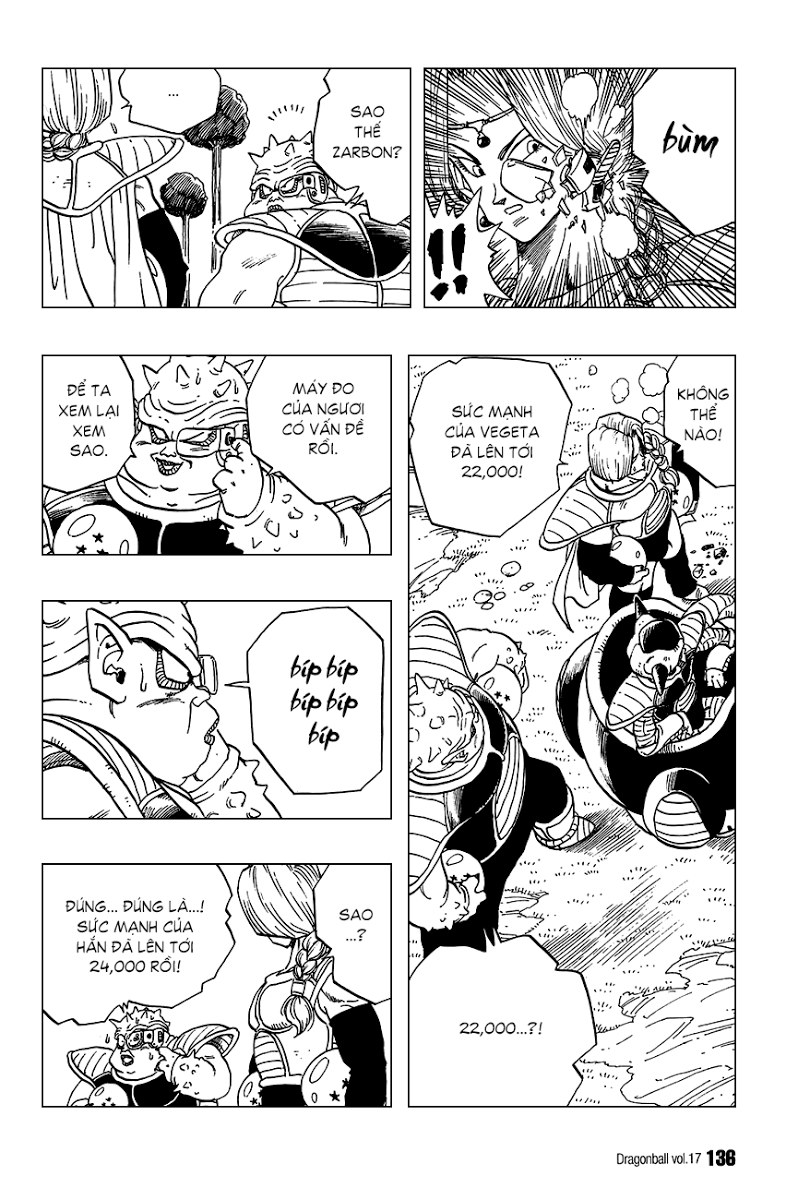 bùm
!!
SAO
THẾ
ZARBON?
...
KHÔNG
THỂ
NÀO!
SỨC MẠNH
CỦA VEGETA
ĐÃ LÊN TỚI
22,000!
22,000...?!
MÁY ĐO
CỦA NGƯƠI
CÓ VẤN ĐỀ
RỒI.
ĐỂ TA
XEM LẠI
XEM
SAO.
bíp bíp
bíp bíp
bíp
SAO
...?
ĐÚNG... ĐÚNG LÀ...!
SỨC MẠNH CỦA
HẮN ĐÃ LÊN TỚI
24,000 RỒI!
Dragonball vol.17 136